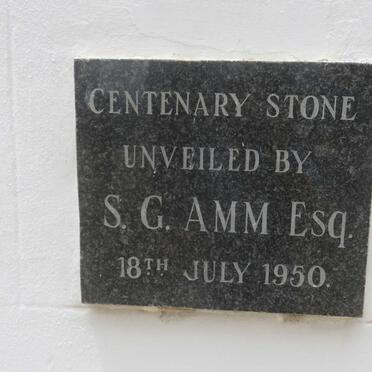 CENTENARY STONE
UNVEILED BY
S. G. AMM Esq.
18TH JULY 1950.